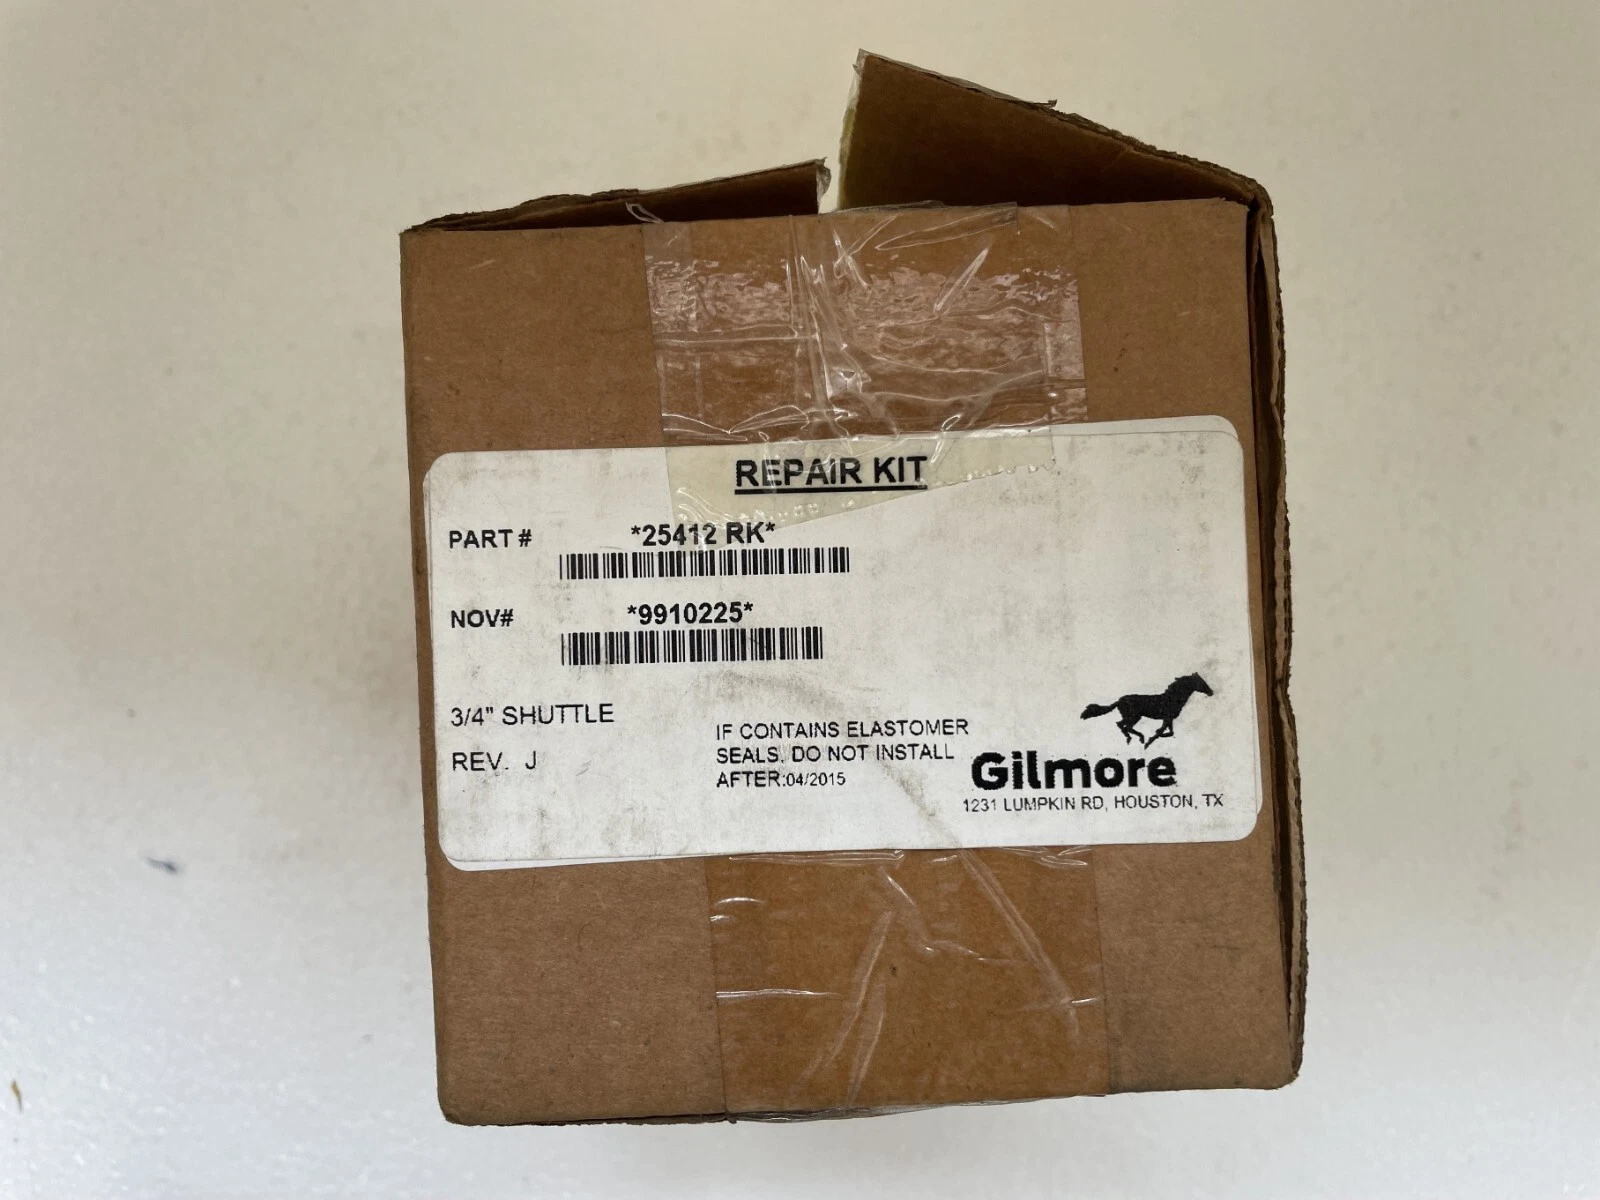 REPAIR KIT
PART # *25412 RK*
NOV# *9910225*
3/4" SHUTTLE
REV. J
IF CONTAINS ELASTOMER
SEALS, DO NOT INSTALL
AFTER:04/2015
Gilmore
1231 LUMPKIN RD, HOUSTON, TX